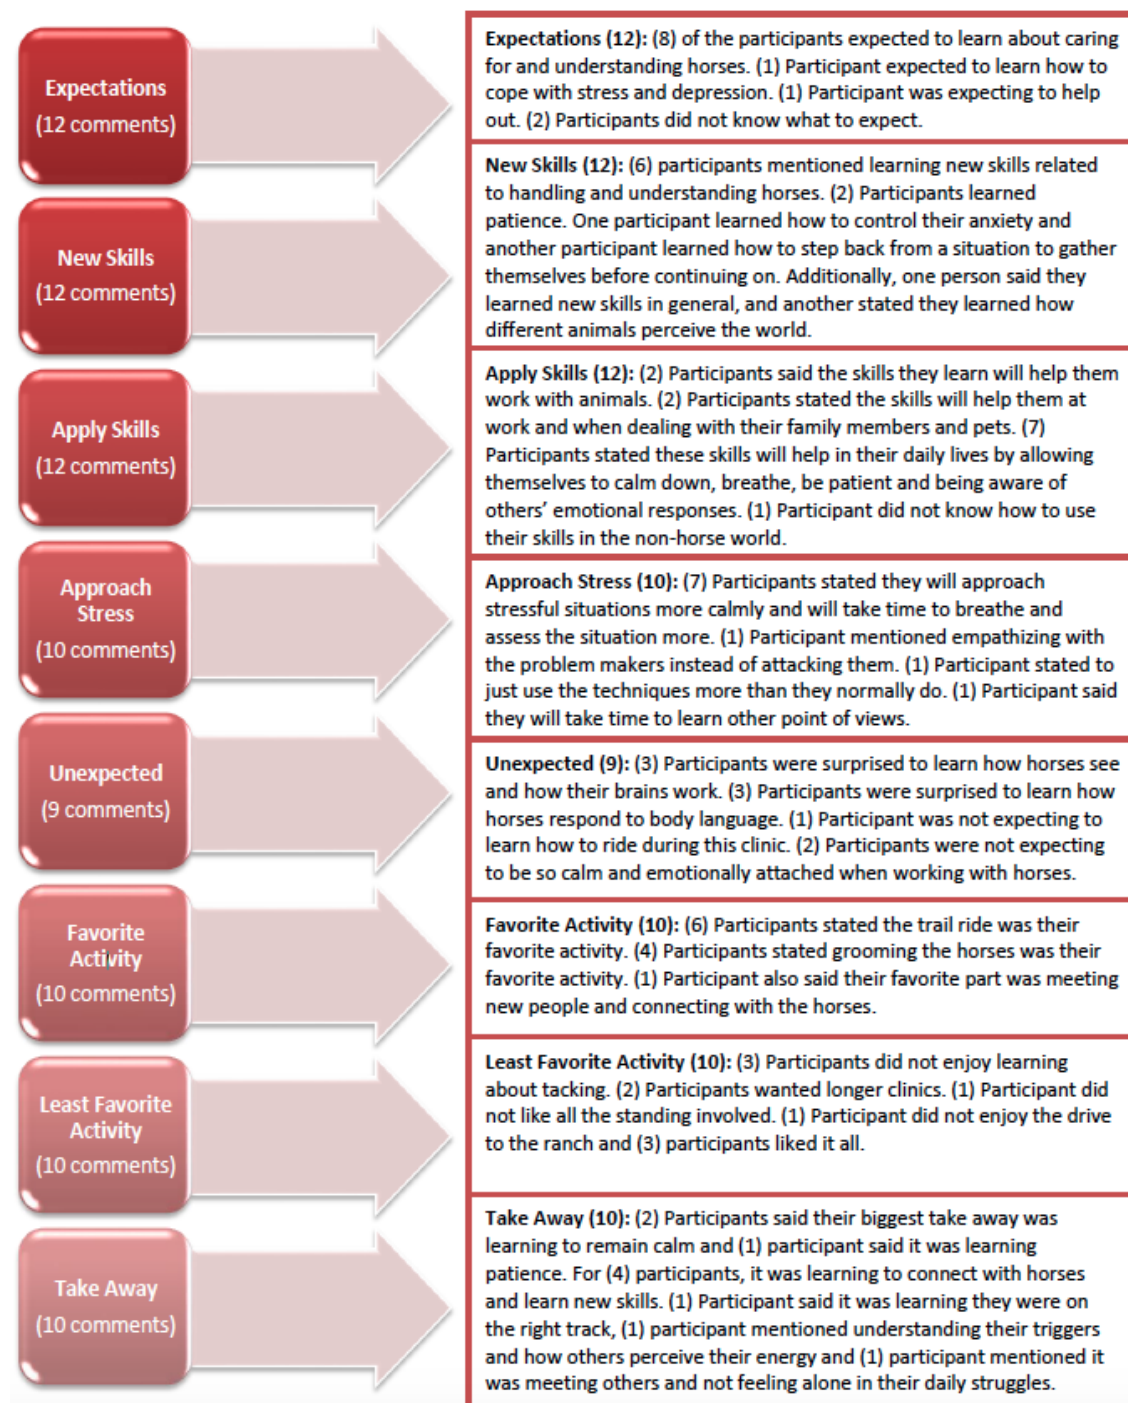 Expectations
(12 comments)
Expectations (12): (8) of the participants expected to learn about caring
for and understanding horses. (1) Participant expected to learn how to
cope with stress and depression. (1) Participant was expecting to help
out. (2) Participants did not know what to expect.
New Skills
(12 comments)
New Skills (12): (6) participants mentioned learning new skills related
to handling and understanding horses. (2) Participants learned
patience. One participant learned how to control their anxiety and
another participant learned how to step back from a situation to gather
themselves before continuing on. Additionally, one person said they
learned new skills in general, and another stated they learned how
different animals perceive the world.
Apply Skills
(12 comments)
Apply Skills (12): (2) Participants said the skills they learn will help them
work with animals. (2) Participants stated the skills will help them at
work and when dealing with their family members and pets. (7)
Participants stated these skills will help in their daily lives by allowing
themselves to calm down, breathe, be patient and being aware of
others’ emotional responses. (1) Participant did not know how to use
their skills in the non-horse world.
Approach
Stress
(10 comments)
Approach Stress (10): (7) Participants stated they will approach
stressful situations more calmly and will take time to breathe and
assess the situation more. (1) Participant mentioned empathizing with
the problem makers instead of attacking them. (1) Participant stated to
just use the techniques more than they normally do. (1) Participant said
they will take time to learn other point of views.
Unexpected
(9 comments)
Unexpected (9): (3) Participants were surprised to learn how horses see
and how their brains work. (3) Participants were surprised to learn how
horses respond to body language. (1) Participant was not expecting to
learn how to ride during this clinic. (2) Participants were not expecting
to be so calm and emotionally attached when working with horses.
Favorite
Activity
(10 comments)
Favorite Activity (10): (6) Participants stated the trail ride was their
favorite activity. (4) Participants stated grooming the horses was their
favorite activity. (1) Participant also said their favorite part was meeting
new people and connecting with the horses.
Least Favorite
Activity
(10 comments)
Least Favorite Activity (10): (3) Participants did not enjoy learning
about tacking. (2) Participants wanted longer clinics. (1) Participant did
not like all the standing involved. (1) Participant did not enjoy the drive
to the ranch and (3) participants liked it all.
Take Away
(10 comments)
Take Away (10): (2) Participants said their biggest take away was
learning to remain calm and (1) participant said it was learning
patience. For (4) participants, it was learning to connect with horses
and learn new skills. (1) Participant said it was learning they were on
the right track, (1) participant mentioned understanding their triggers
and how others perceive their energy and (1) participant mentioned it
was meeting others and not feeling alone in their daily struggles.